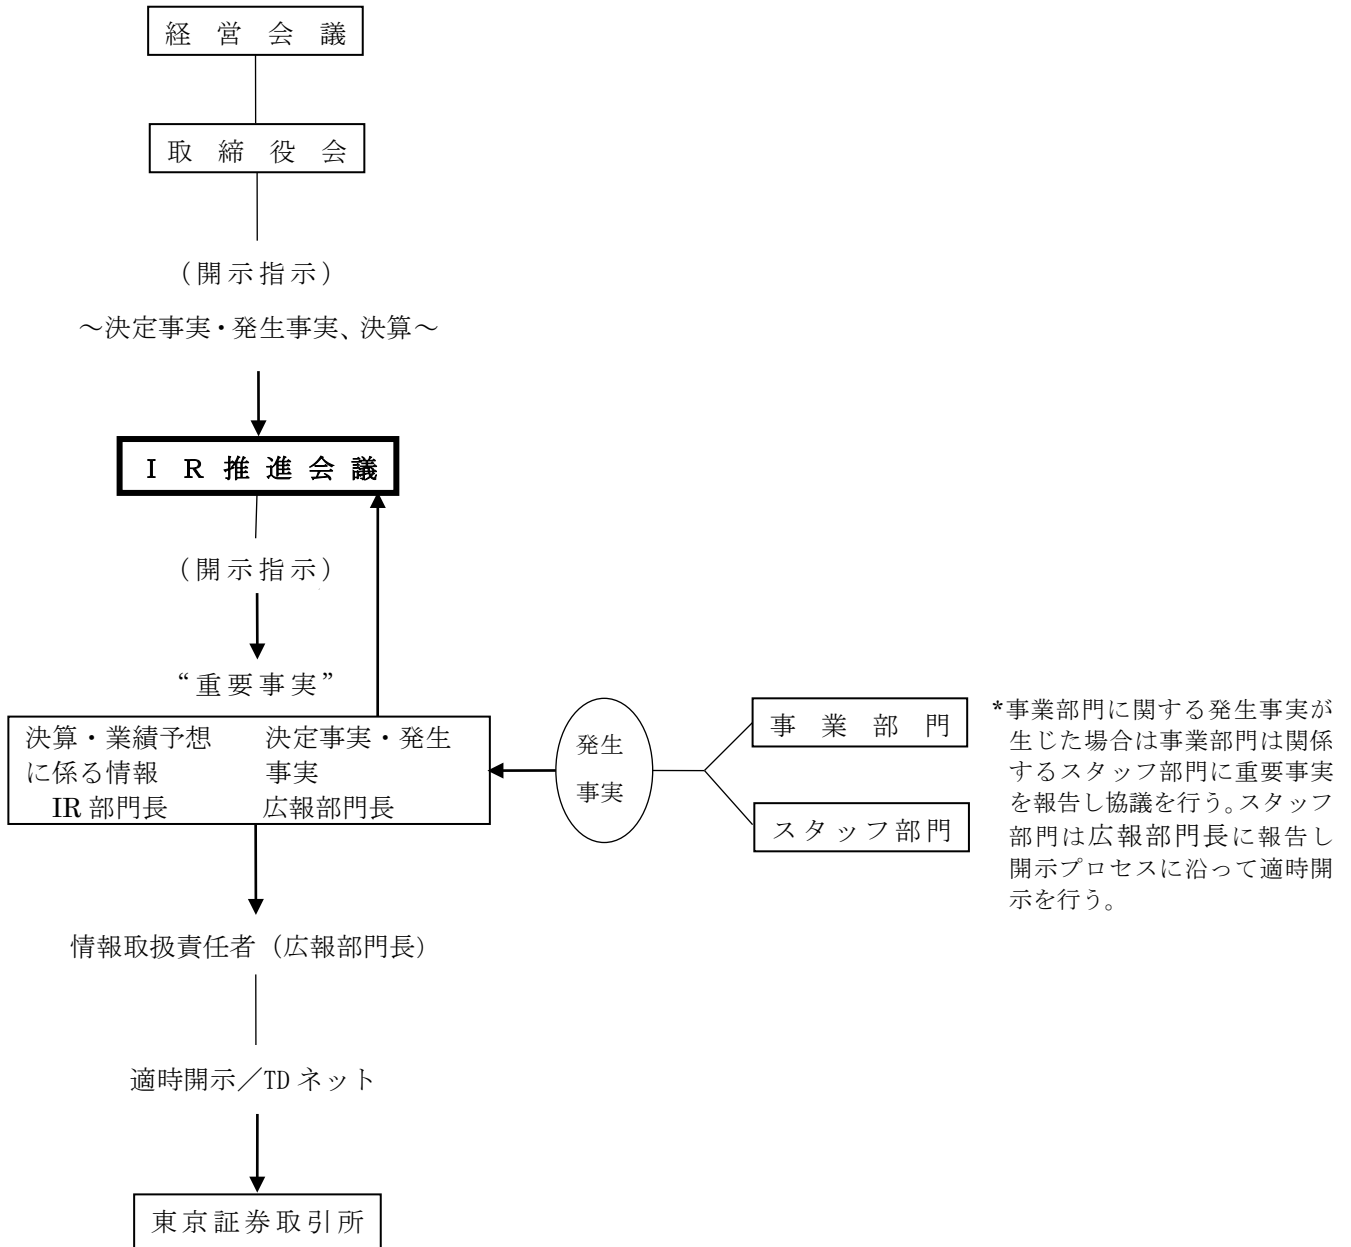 経営会議
取締役会
（開示指示）
～決定事実・発生事実、決算～
ＩＲ推進会議
（開示指示）
“重要事実”
決算・業績予想
に係る情報
IR 部門長
決定事実・発生
事実
広報部門長
発生
事実
事業部門
スタッフ部門
*事業部門に関する発生事実が
生じた場合は事業部門は関係
するスタッフ部門に重要事実
を報告し協議を行う。スタッフ
部門は広報部門長に報告し
開示プロセスに沿って適時開
示を行う。
情報取扱責任者（広報部門長）
適時開示／TD ネット
東京証券取引所